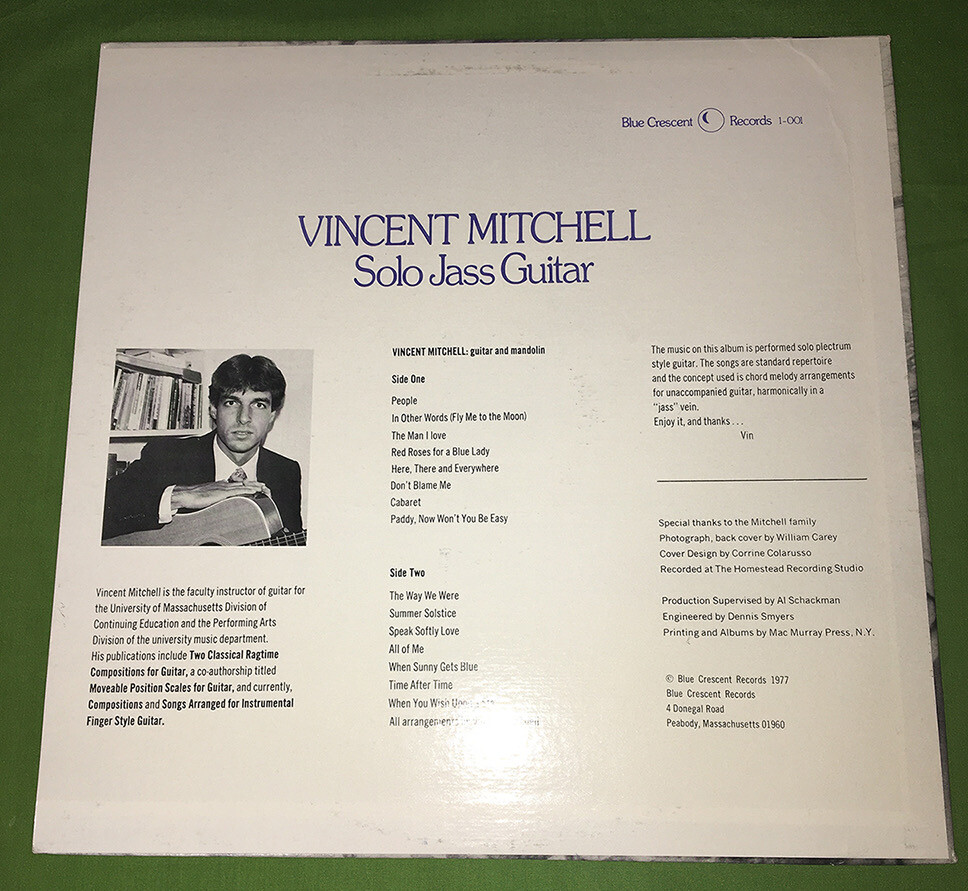 Blue Crescent Records 1-001
VINCENT MITCHELL
Solo Jass Guitar
VINCENT MITCHELL: guitar and mandolin
Side One
People
In Other Words (Fly Me to the Moon)
The Man I love
Red Roses for a Blue Lady
Here, There and Everywhere
Don't Blame Me
Cabaret
Paddy, Now Won't You Be Easy
Side Two
The Way We Were
Summer Solstice
Speak Softly Love
All of Me
When Sunny Gets Blue
Time After Time
When You Wish Upon
All arrangements
The music on this album is performed solo plectrum
style guitar. The songs are standard repertoire
and the concept used is chord melody arrangements
for unaccompanied guitar, harmonically in a
"jass" vein.
Enjoy it, and thanks . . .
Vin
Special thanks to the Mitchell family
Photograph, back cover by William Carey
Cover Design by Corrine Colarusso
Recorded at The Homestead Recording Studio
Production Supervised by Al Schackman
Engineered by Dennis Smyers
Printing and Albums by Mac Murray Press, N.Y.
© Blue Crescent Records 1977
Blue Crescent Records
4 Donegal Road
Peabody, Massachusetts 01960
Vincent Mitchell is the faculty instructor of guitar for
the University of Massachusetts Division of
Continuing Education and the Performing Arts
Division of the university music department.
His publications include Two Classical Ragtime
Compositions for Guitar, a co-authorship titled
Moveable Position Scales for Guitar, and currently,
Compositions and Songs Arranged for Instrumental
Finger Style Guitar.